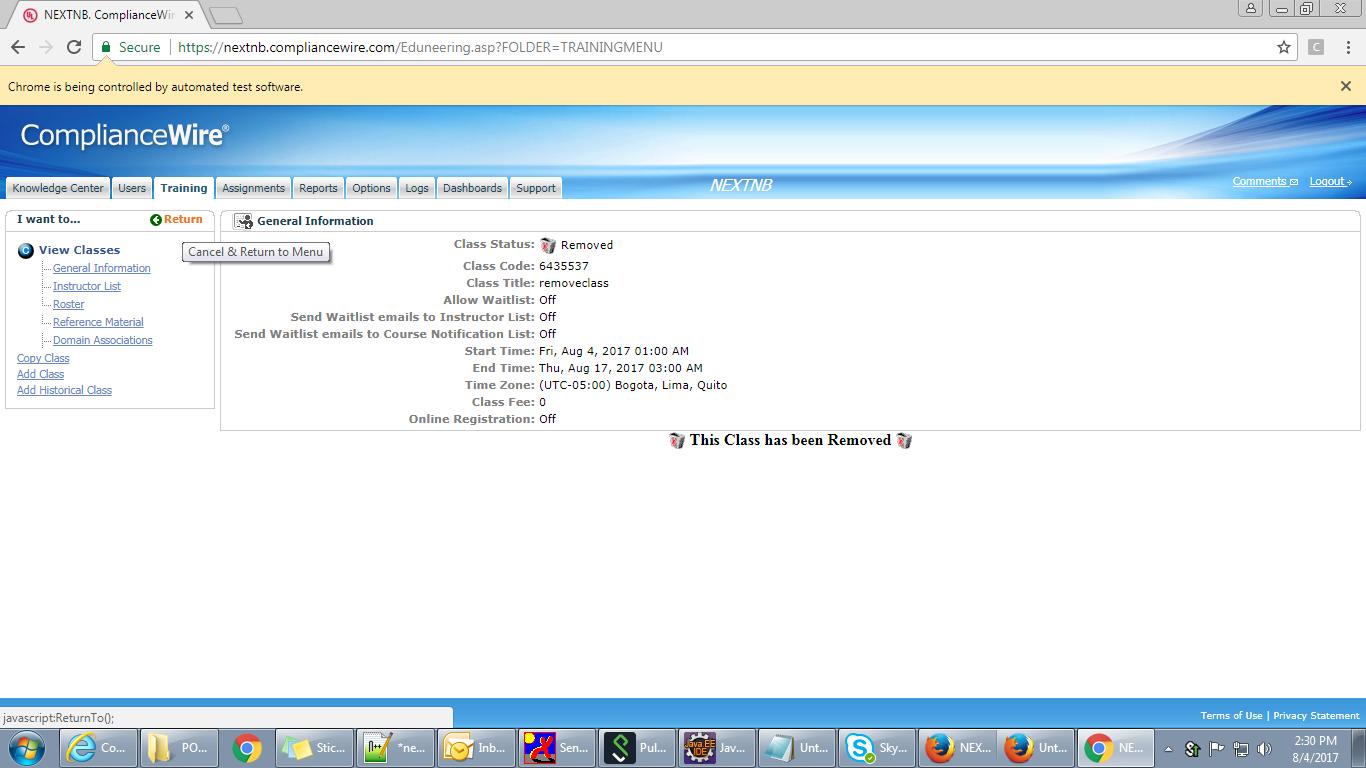 NEXTNB. ComplianceWir
Secure
https://nextnb.compliancewire.com/Eduneering.asp?FOLDER=TRAININGMENU
C
Chrome is being controlled by automated test software.
ComplianceWire®
Knowledge Center
Users
Training
Assignments
Reports
Options
Logs
Dashboards
Support
NEXTNB
Comments
Logout
I want to...
Return
Cancel & Return to Menu
C View Classes
General Information
Instructor List
Roster
Reference Material
Domain Associations
Copy Class
Add Class
Add Historical Class
General Information
Class Status: Removed
Class Code: 6435537
Class Title: removeclass
Allow Waitlist: Off
Send Waitlist emails to Instructor List: Off
Send Waitlist emails to Course Notification List: Off
Start Time: Fri, Aug 4, 2017 01:00 AM
End Time: Thu, Aug 17, 2017 03:00 AM
Time Zone: (UTC-05:00) Bogota, Lima, Quito
Class Fee: 0
Online Registration: Off
This Class has been Removed
Terms of Use | Privacy Statement
javascript:ReturnTo();
Co...
PO...
Stic...
*ne...
Inb...
Sen...
Pul...
Jav...
Unt...
Sky...
NEX...
Unt...
NE...
2:30 PM
8/4/2017